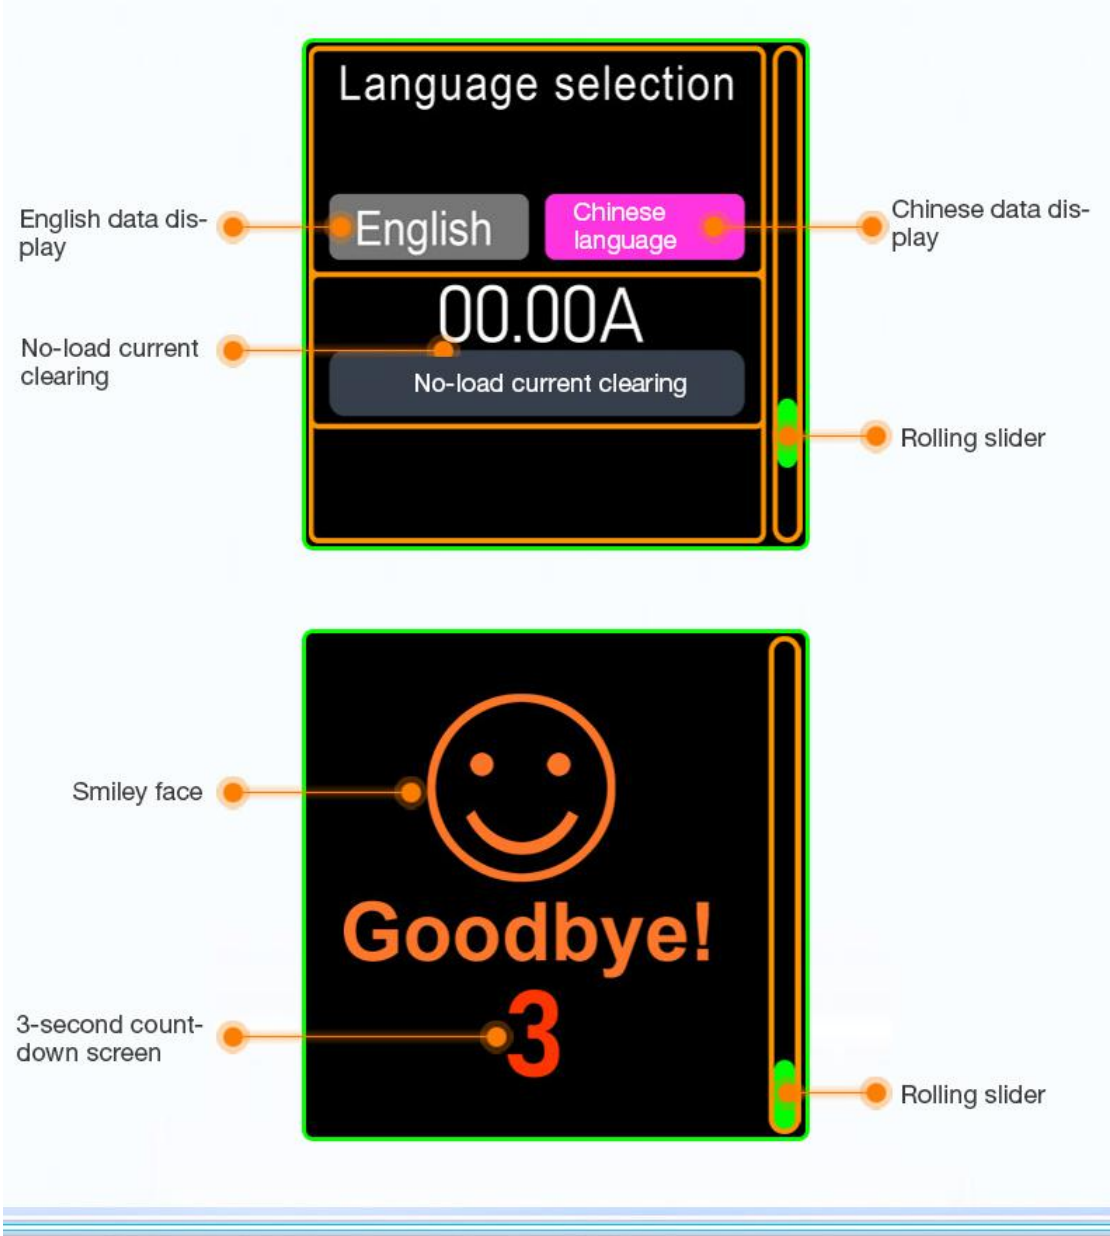 Language selection
English data dis-
play
English
Chinese
language
Chinese data dis-
play
00.00A
No-load current
clearing
No-load current clearing
Rolling slider
Smiley face
Goodbye!
3-second count-
down screen
3
Rolling slider